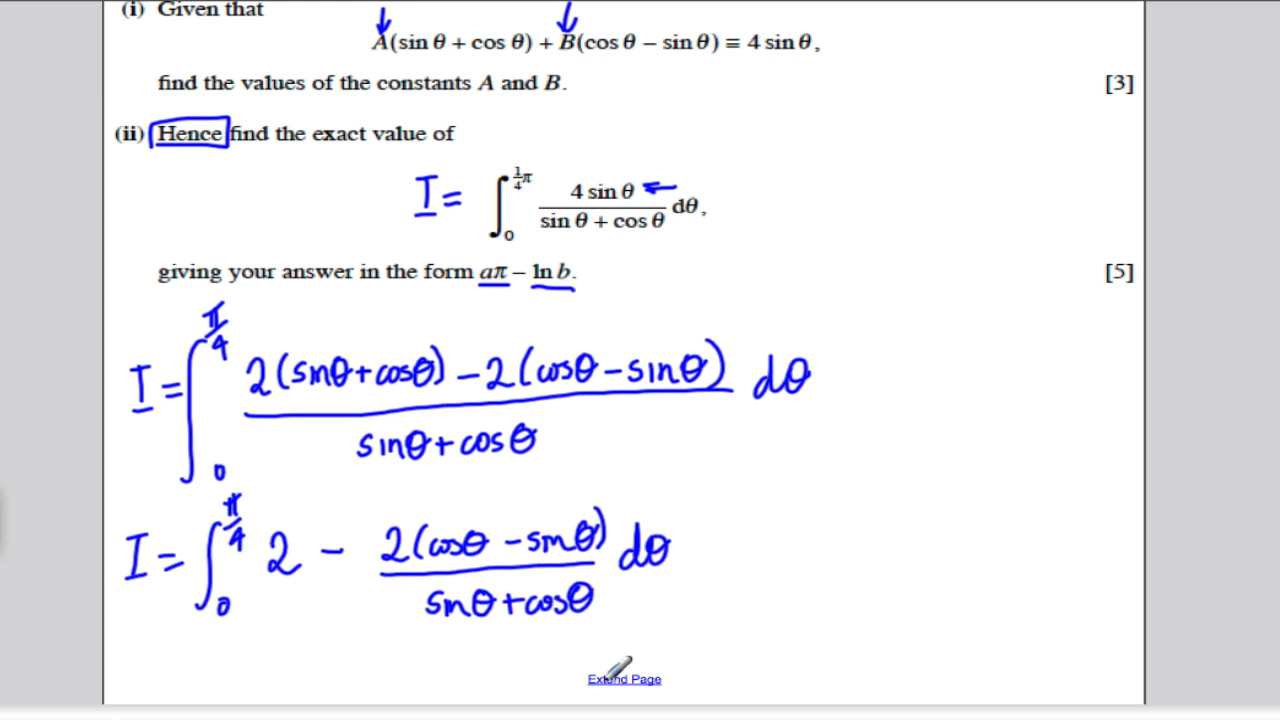 (i) Given that
A(sin θ + cos θ) + B(cos θ − sin θ) ≡ 4 sin θ,
find the values of the constants A and B. [3]
(ii) Hence find the exact value of
I = ∫₀^{¼π} (4 sin θ)/(sin θ + cos θ) dθ,
giving your answer in the form aπ − ln b. [5]
I = ∫₀^{π/4} (2(sinθ+cosθ) − 2(cosθ − sinθ))/(sinθ + cosθ) dθ
I = ∫₀^{π/4} 2 − (2(cosθ − sinθ))/(sinθ + cosθ) dθ
Extend Page